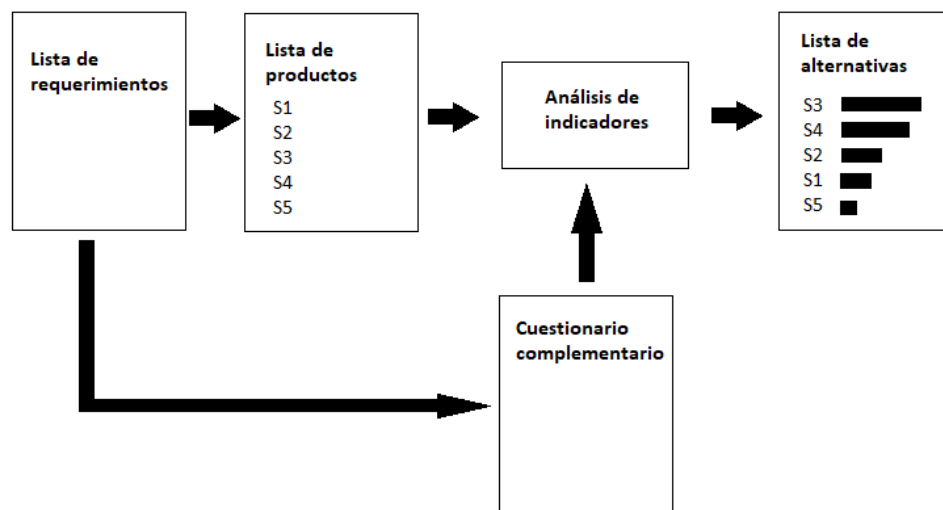 Lista de
requerimientos
Lista de
productos
S1
S2
S3
S4
S5
Análisis de
indicadores
Lista de
alternativas
S3
S4
S2
S1
S5
Cuestionario
complementario